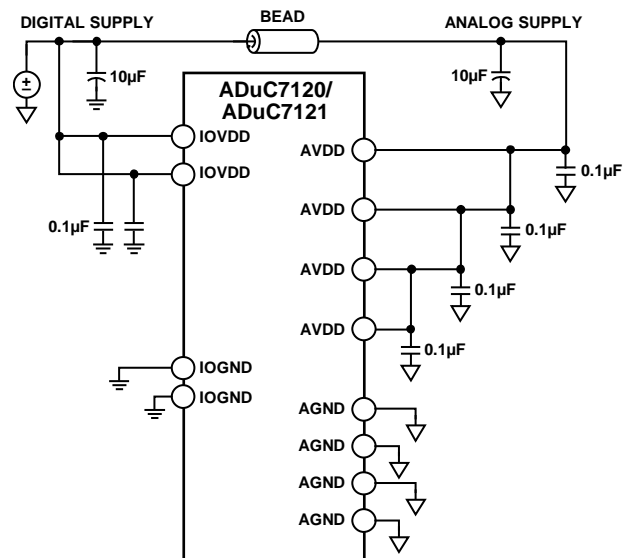 DIGITAL SUPPLY
BEAD
ANALOG SUPPLY
±
10µF
10µF
ADuC7120/
ADuC7121
IOVDD
IOVDD
0.1µF
AVDD
0.1µF
AVDD
0.1µF
AVDD
0.1µF
AVDD
0.1µF
IOGND
IOGND
AGND
AGND
AGND
AGND